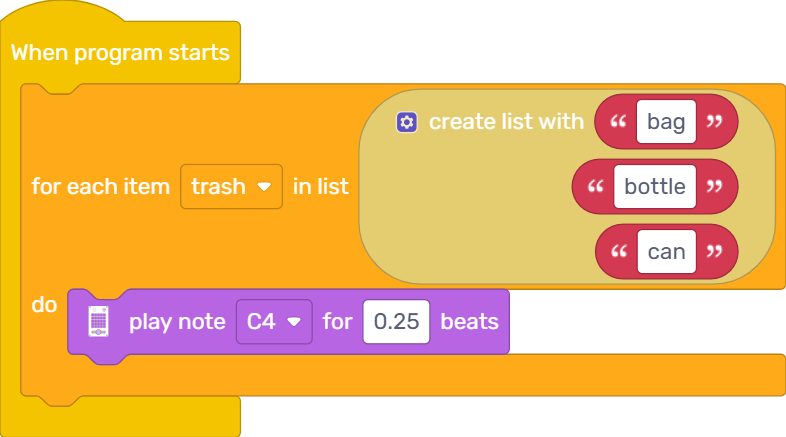 When program starts
create list with “ bag ”
for each item trash in list “ bottle ”
“ can ”
do
play note C4 for 0.25 beats